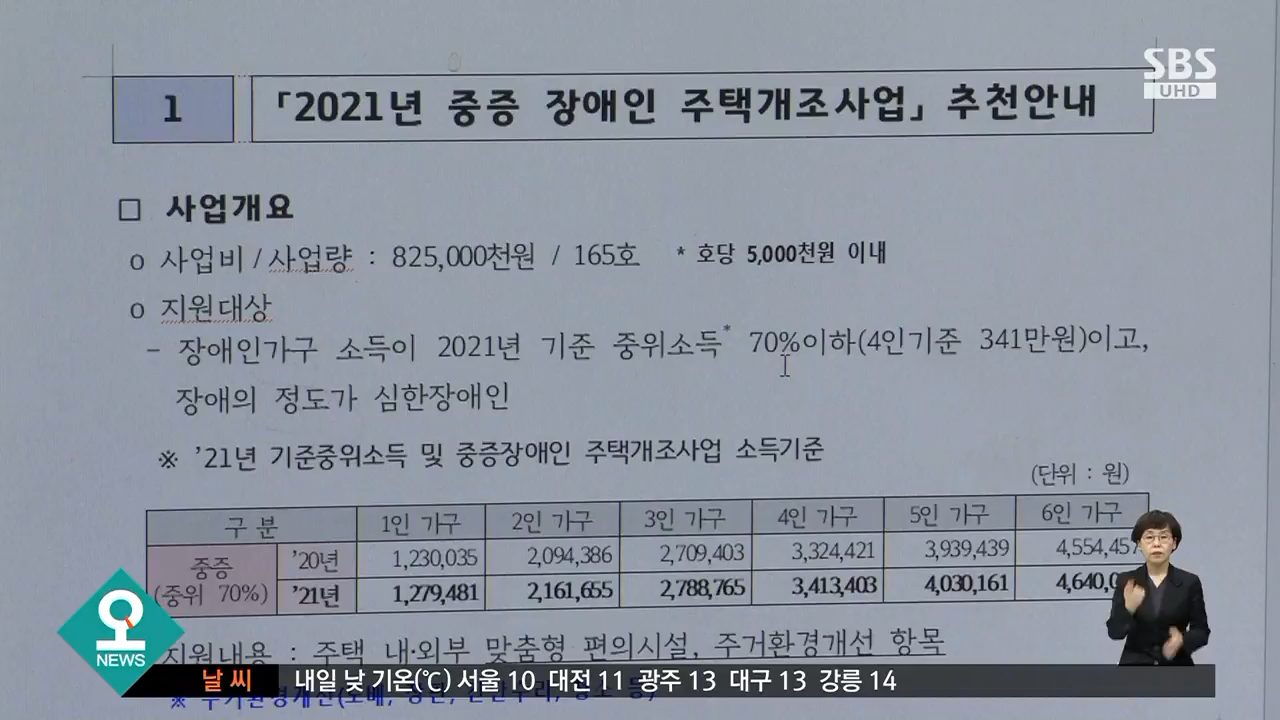 SBS
UHD
1
「2021년 중증 장애인 주택개조사업」 추천안내
□ 사업개요
o 사업비/사업량 : 825,000천원 / 165호 * 호당 5,000천원 이내
o 지원대상
- 장애인가구 소득이 2021년 기준 중위소득* 70%이하(4인기준 341만원)이고,
장애의 정도가 심한장애인
※ ’21년 기준중위소득 및 중증장애인 주택개조사업 소득기준
(단위 : 원)
구 분 1인 가구 2인 가구 3인 가구 4인 가구 5인 가구 6인 가구
중증 ’20년 1,230,035 2,094,386 2,709,403 3,324,421 3,939,439 4,554,457
(중위 70%) ’21년 1,279,481 2,161,655 2,788,765 3,413,403 4,030,161
지원내용 : 주택 내·외부 맞춤형 편의시설, 주거환경개선 항목
오 NEWS
날씨 내일 낮 기온(℃) 서울 10 대전 11 광주 13 대구 13 강릉 14